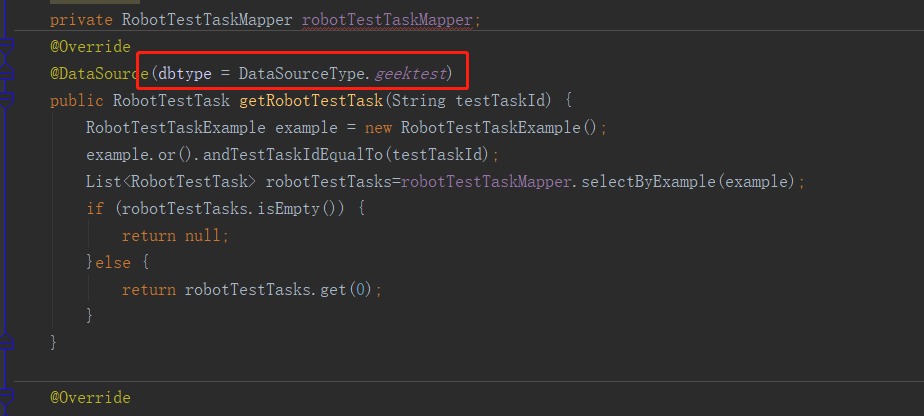 private RobotTestTaskMapper robotTestTaskMapper;
@Override
@DataSource(dbtype = DataSourceType.geektest)
public RobotTestTask getRobotTestTask(String testTaskId) {
RobotTestTaskExample example = new RobotTestTaskExample();
example.or().andTestTaskIdEqualTo(testTaskId);
List<RobotTestTask> robotTestTasks=robotTestTaskMapper.selectByExample(example);
if (robotTestTasks.isEmpty()) {
return null;
}else {
return robotTestTasks.get(0);
}
}
@Override